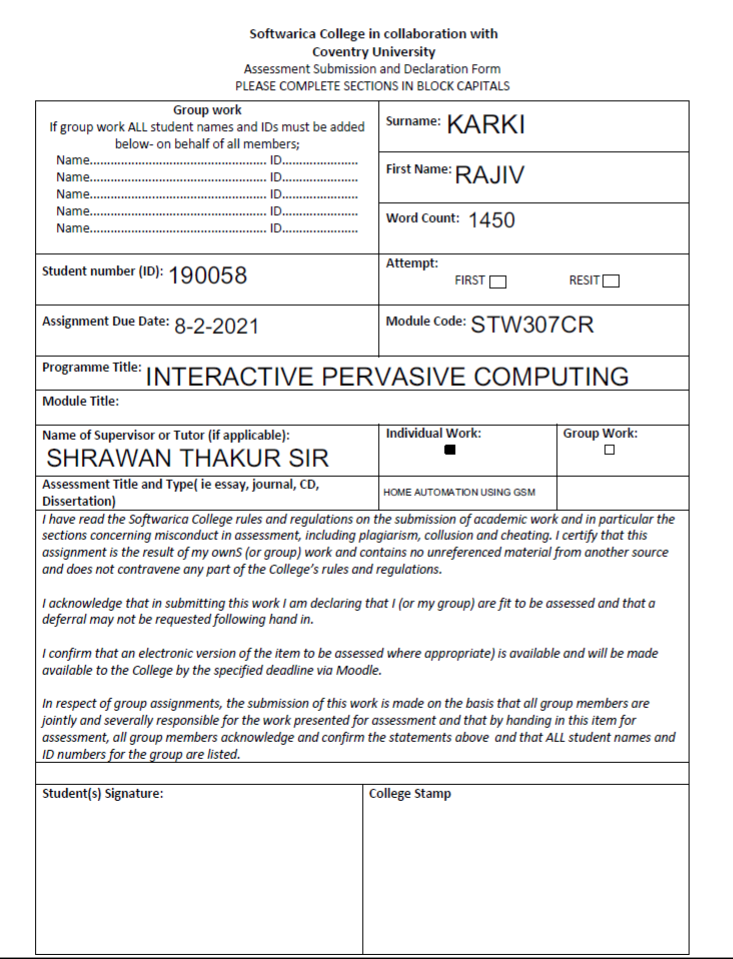 Softwarica College in collaboration with
Coventry University
Assessment Submission and Declaration Form
PLEASE COMPLETE SECTIONS IN BLOCK CAPITALS
Group work
If group work ALL student names and IDs must be added
below- on behalf of all members;
Name................................................... ID......................
Name................................................... ID......................
Name................................................... ID......................
Name................................................... ID......................
Name................................................... ID......................
Surname: KARKI
First Name: RAJIV
Word Count: 1450
Student number (ID): 190058
Attempt:
FIRST RESIT
Assignment Due Date: 8-2-2021
Module Code: STW307CR
Programme Title: INTERACTIVE PERVASIVE COMPUTING
Module Title:
Name of Supervisor or Tutor (if applicable):
SHRAWAN THAKUR SIR
Individual Work:
Group Work:
Assessment Title and Type( ie essay, journal, CD,
Dissertation)
HOME AUTOMATION USING GSM
I have read the Softwarica College rules and regulations on the submission of academic work and in particular the
sections concerning misconduct in assessment, including plagiarism, collusion and cheating. I certify that this
assignment is the result of my ownS (or group) work and contains no unreferenced material from another source
and does not contravene any part of the College's rules and regulations.
I acknowledge that in submitting this work I am declaring that I (or my group) are fit to be assessed and that a
deferral may not be requested following hand in.
I confirm that an electronic version of the item to be assessed where appropriate) is available and will be made
available to the College by the specified deadline via Moodle.
In respect of group assignments, the submission of this work is made on the basis that all group members are
jointly and severally responsible for the work presented for assessment and that by handing in this item for
assessment, all group members acknowledge and confirm the statements above and that ALL student names and
ID numbers for the group are listed.
Student(s) Signature:
College Stamp